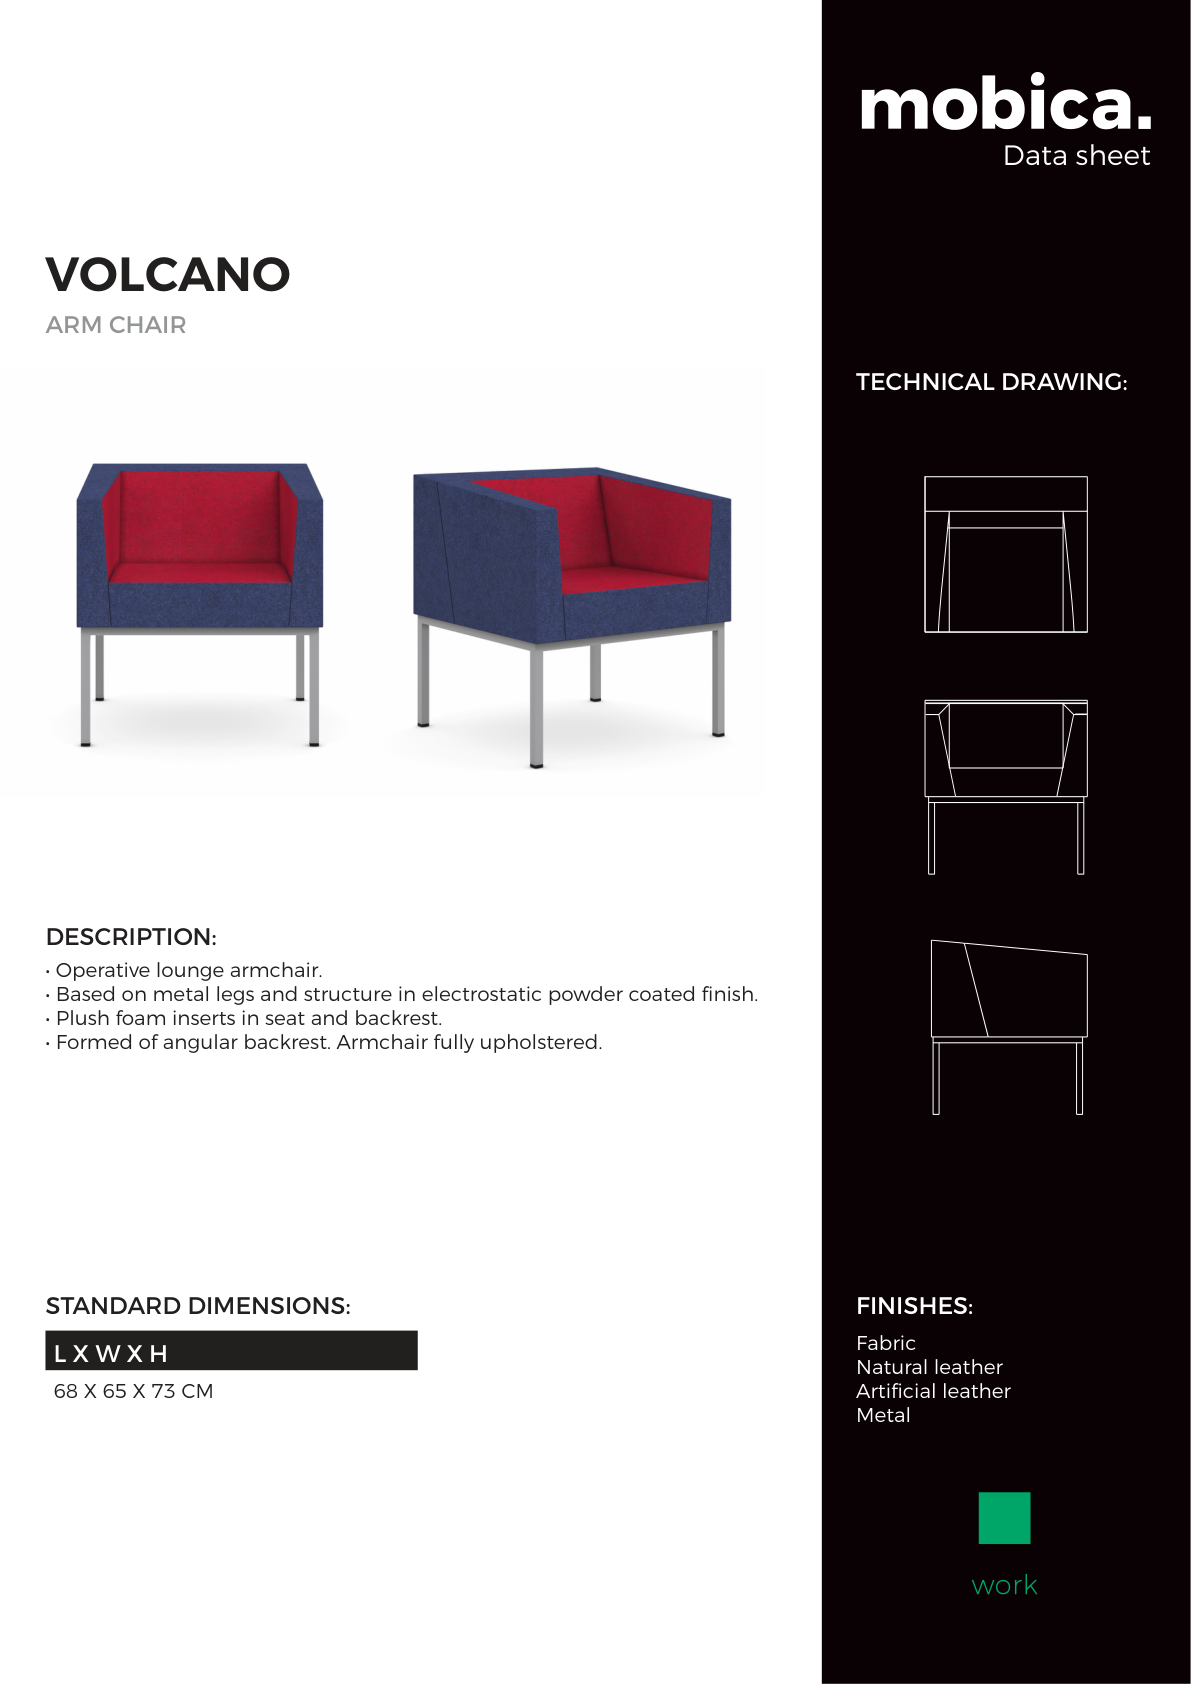 mobica.
Data sheet
VOLCANO
ARM CHAIR
TECHNICAL DRAWING:
DESCRIPTION:
• Operative lounge armchair.
• Based on metal legs and structure in electrostatic powder coated finish.
• Plush foam inserts in seat and backrest.
• Formed of angular backrest. Armchair fully upholstered.
STANDARD DIMENSIONS:
L X W X H
68 X 65 X 73 CM
FINISHES:
Fabric
Natural leather
Artificial leather
Metal
work